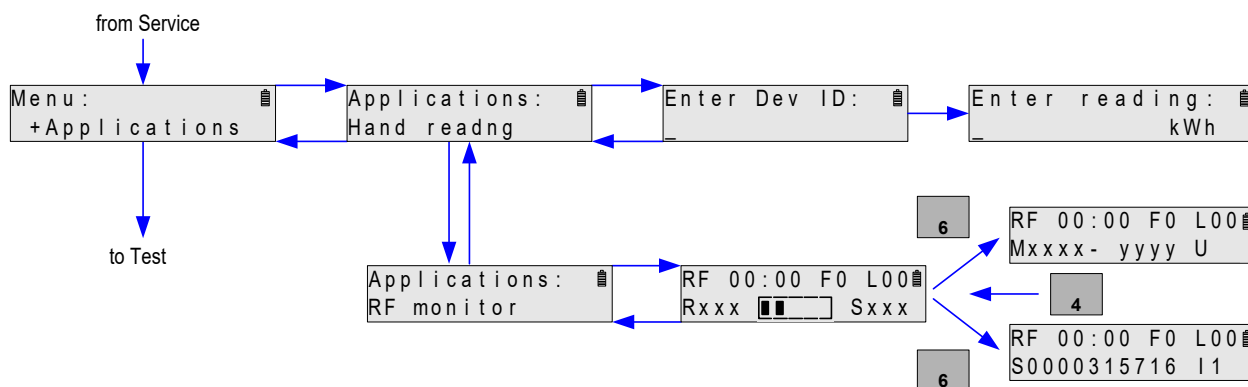 from Service
Menu:
+Applications
Applications:
Hand readng
Enter Dev ID:
_
Enter reading:
_ kWh
to Test
Applications:
RF monitor
RF 00:00 F0 L00
Rxxx Sxxx
6
RF 00:00 F0 L00
Mxxxx- yyyy U
4
6
RF 00:00 F0 L00
S0000315716 I1